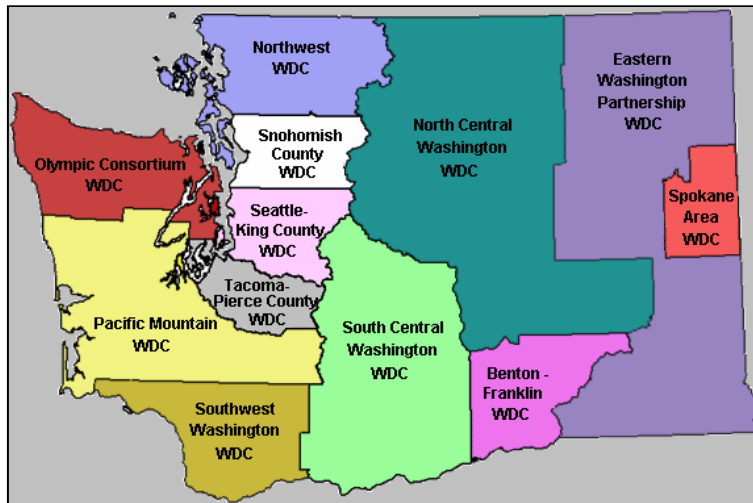 Northwest
WDC
Eastern
Washington
Partnership
WDC
North Central
Washington
WDC
Snohomish
County
WDC
Olympic Consortium
WDC
Spokane
Area
WDC
Seattle-
King County
WDC
Tacoma-
Pierce County
WDC
Pacific Mountain
WDC
South Central
Washington
WDC
Benton -
Franklin
WDC
Southwest
Washington
WDC